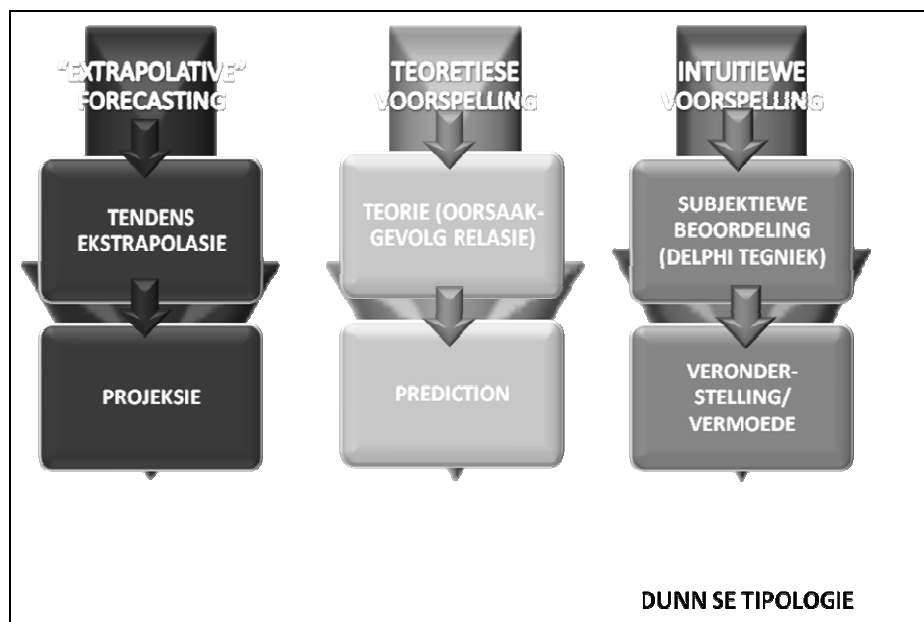 "EXTRAPOLATIVE"
FORECASTING
TENDENS
EKSTRAPOLASIE
PROJEKSIE
TEORETIESE
VOORSPELLING
TEORIE (OORSAAK-
GEVOLG RELASIE)
PREDICTION
INTUITIEWE
VOORSPELLING
SUBJEKTIEWE
BEOORDELING
(DELPHI TEGNIEK)
VERONDER-
STELLING/
VERMOEDE
DUNN SE TIPOLOGIE